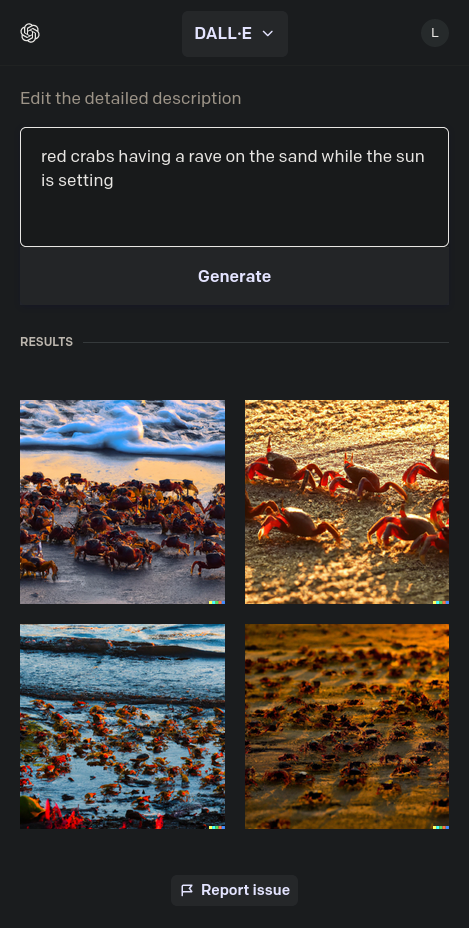 DALL·E
L
Edit the detailed description
red crabs having a rave on the sand while the sun
is setting
Generate
RESULTS
Report issue